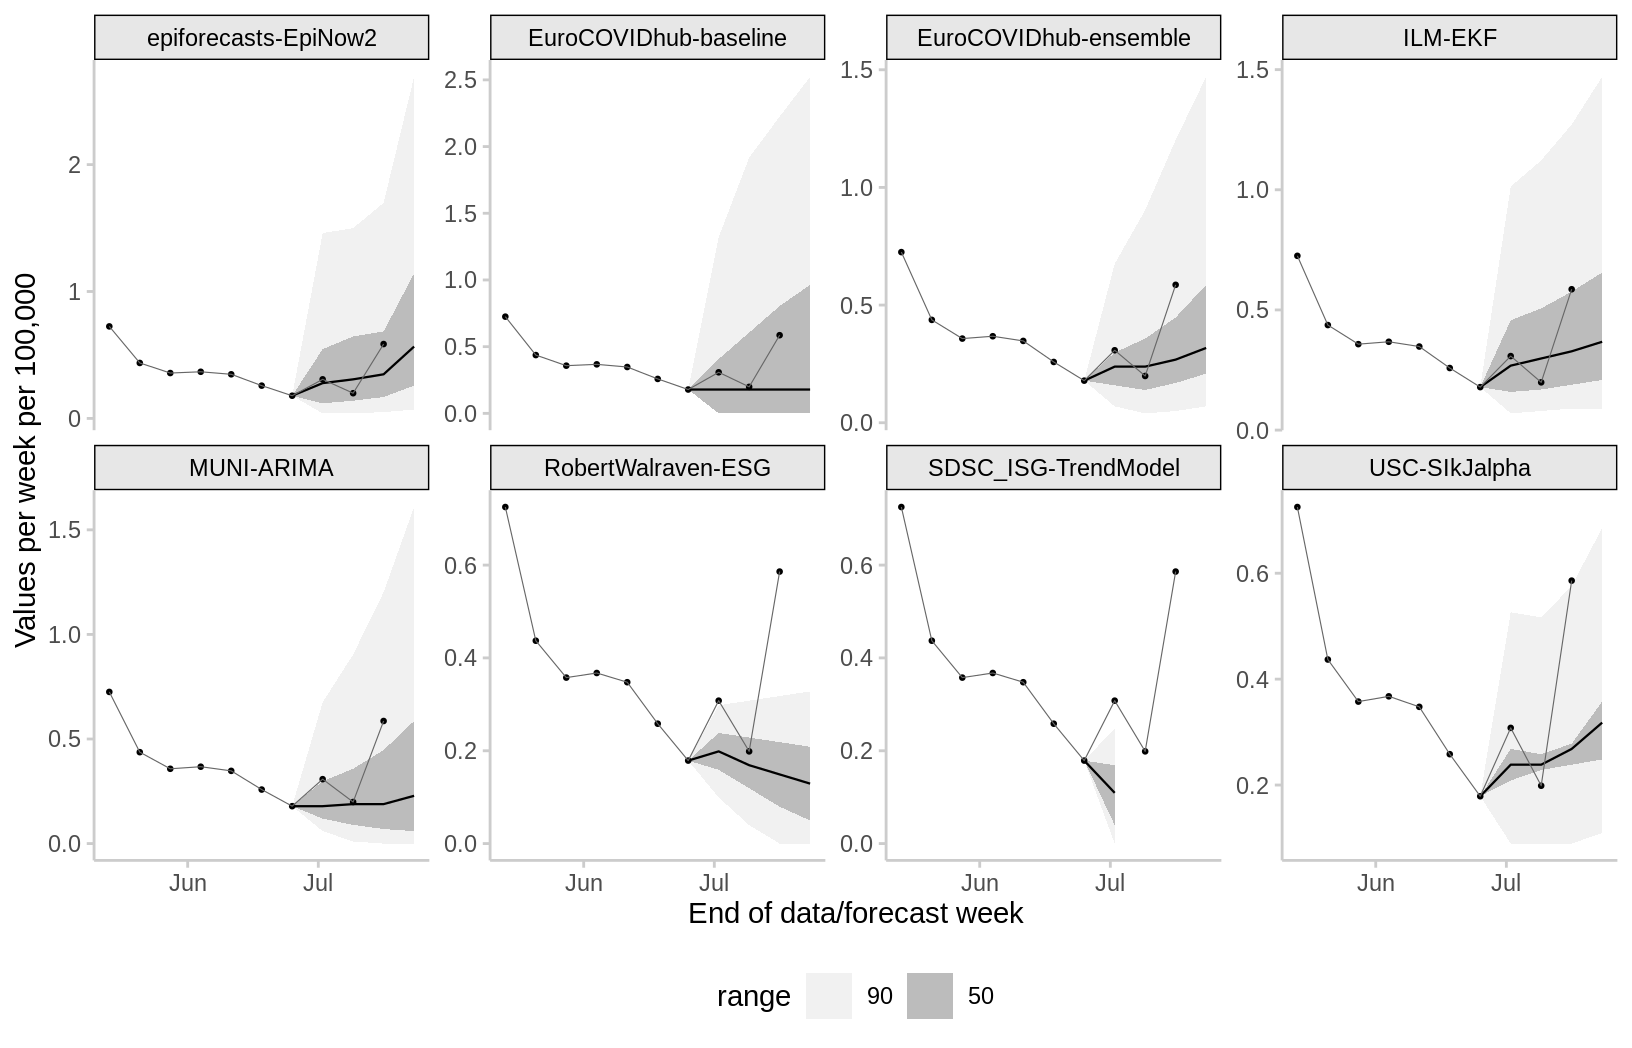 epiforecasts-EpiNow2
EuroCOVIDhub-baseline
EuroCOVIDhub-ensemble
ILM-EKF
2
1
0
2.5
2.0
1.5
1.0
0.5
0.0
1.5
1.0
0.5
0.0
1.5
1.0
0.5
0.0
Values per week per 100,000
MUNI-ARIMA
RobertWalraven-ESG
SDSC_ISG-TrendModel
USC-SIkJalpha
1.5
1.0
0.5
0.0
0.6
0.4
0.2
0.0
0.6
0.4
0.2
0.0
0.6
0.4
0.2
Jun Jul
Jun Jul
Jun Jul
Jun Jul
End of data/forecast week
range 90 50